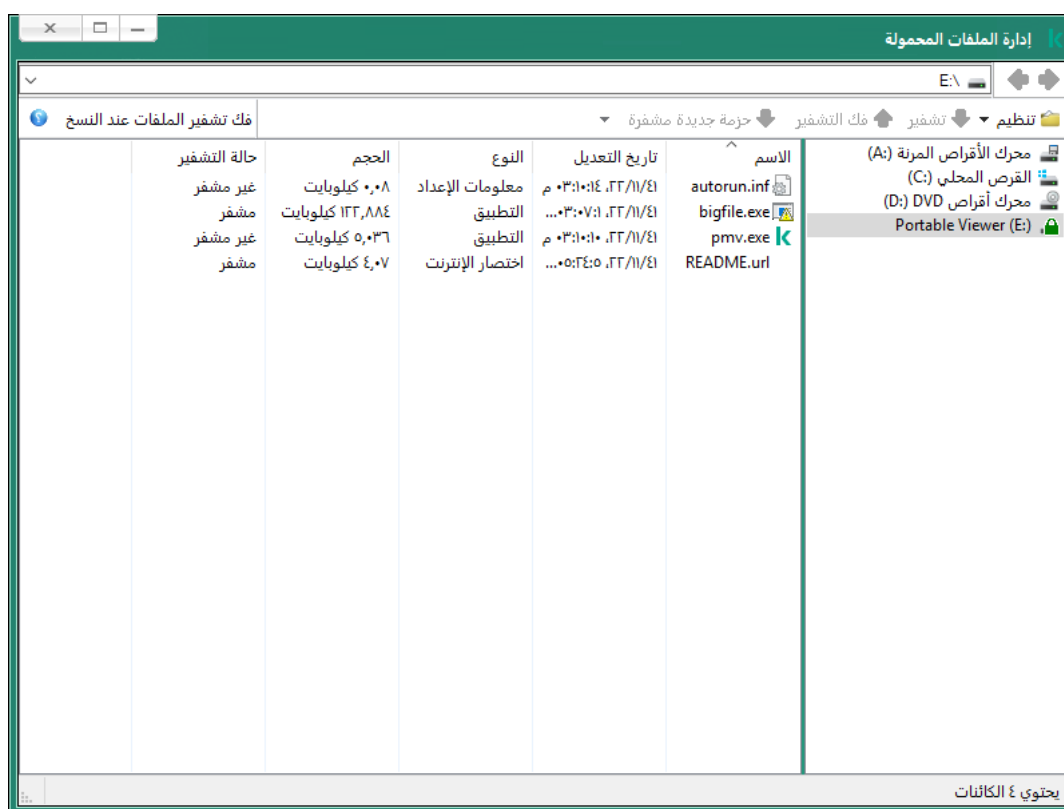 إدارة الملفات المحمولة
E:\
تنظيم تشفير فك التشفير حزمة جديدة مشفرة فك تشفير الملفات عند النسخ
محرك الأقراص المرنة (A:)
القرص المحلي (C:)
محرك أقراص DVD (D:)
Portable Viewer (E:)
الاسم تاريخ التعديل النوع الحجم حالة التشفير
autorun.inf ٢٢/١١/٤١، ٠٣:١٠:١٤ م معلومات الإعداد ٠,٠٨ كيلوبايت غير مشفر
bigfile.exe ٢٢/١١/٤١، ٠٣:٠٧:١... التطبيق ١٢٢,٨٨٤ كيلوبايت مشفر
pmv.exe ٢٢/١١/٤١، ٠٣:١٠:١٠ م التطبيق ٥,٠٣٦ كيلوبايت غير مشفر
README.url ٢٢/١١/٤١، ٠٥:٢٤:٥... اختصار الإنترنت ٤,٠٧ كيلوبايت مشفر
يحتوي ٤ الكائنات